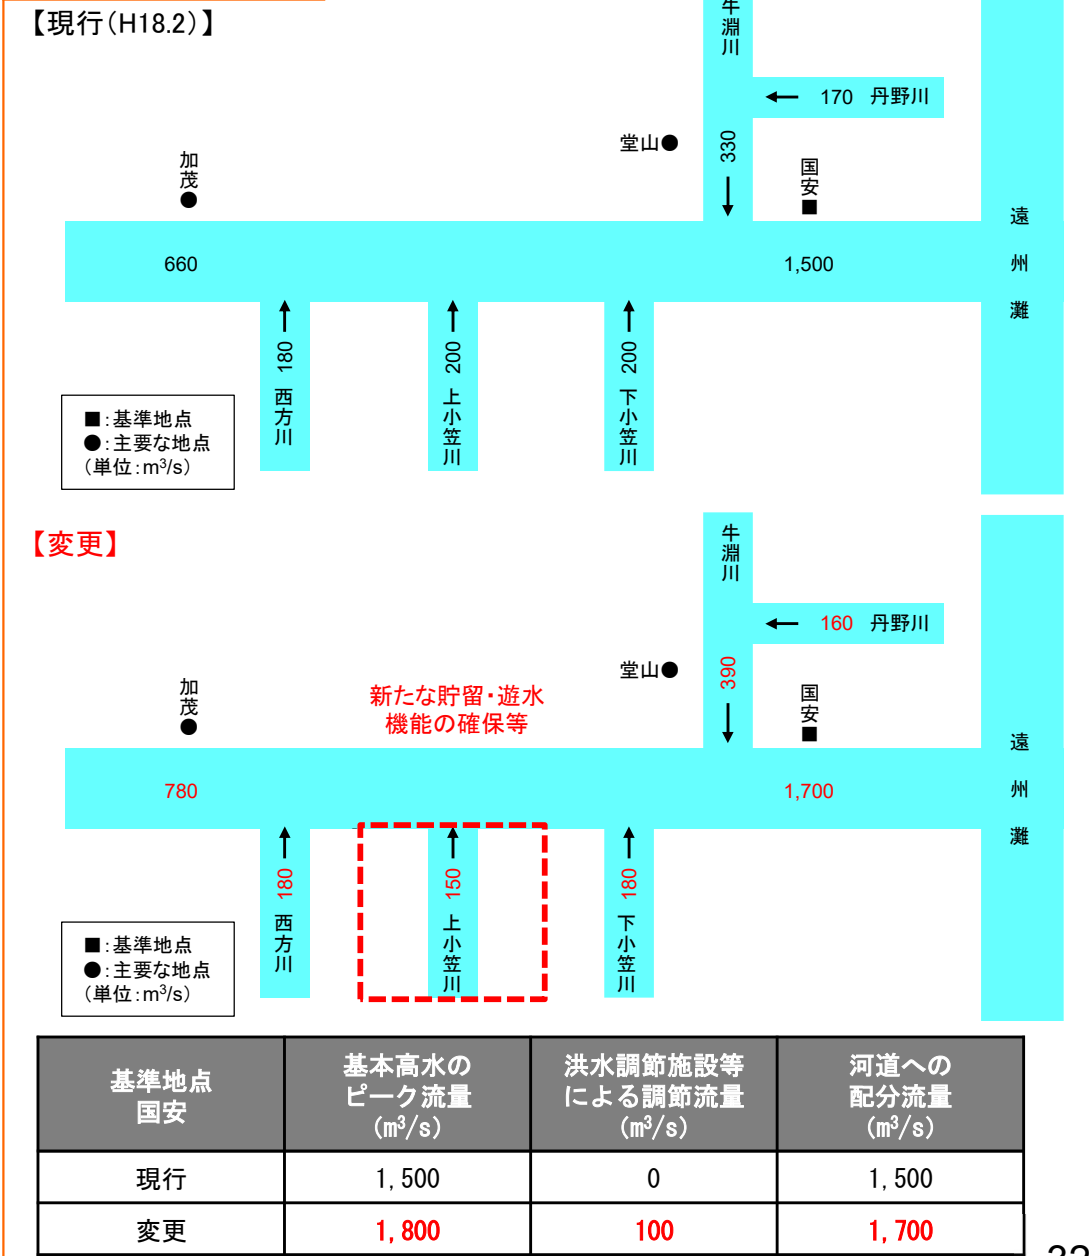 【現行(H18.2)】
牛淵川
← 170 丹野川
堂山●
330
加茂
国安
遠州灘
660
1,500
180 西方川
200 上小笠川
200 下小笠川
■:基準地点
●:主要な地点
(単位:m³/s)
【変更】
牛淵川
← 160 丹野川
堂山●
390
加茂
新たな貯留・遊水
機能の確保等
国安
遠州灘
780
1,700
180 西方川
150 上小笠川
180 下小笠川
■:基準地点
●:主要な地点
(単位:m³/s)
基準地点
国安
基本高水の
ピーク流量
(m³/s)
洪水調節施設等
による調節流量
(m³/s)
河道への
配分流量
(m³/s)
現行 1,500 0 1,500
変更 1,800 100 1,700